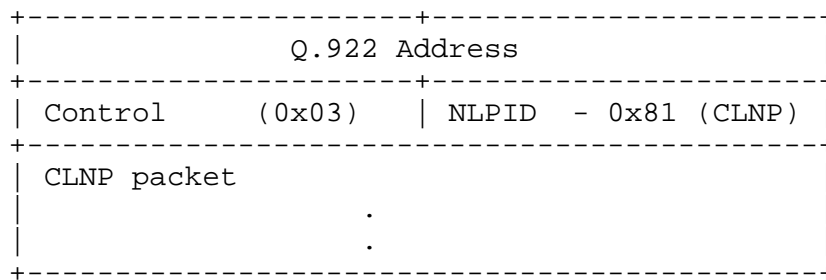 Q.922 Address
Control (0x03) NLPID - 0x81 (CLNP)
CLNP packet
.
.